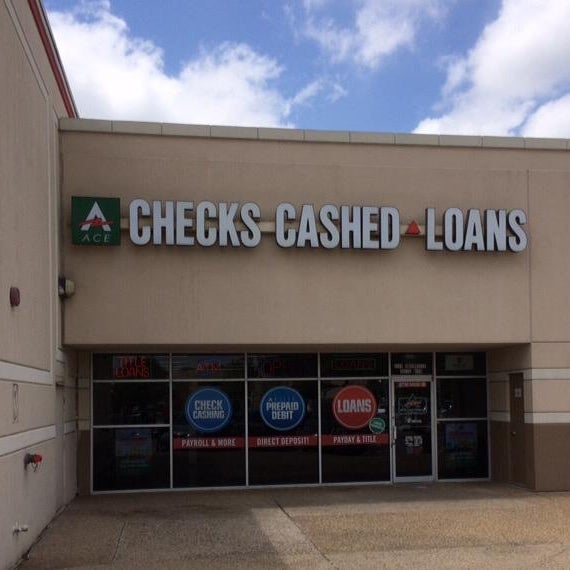 ACE
CHECKS CASHED LOANS
TITLE LOANS
ATM
CHECK CASHING
PREPAID DEBIT
LOANS
PAYROLL & MORE
DIRECT DEPOSIT!
PAYDAY & TITLE